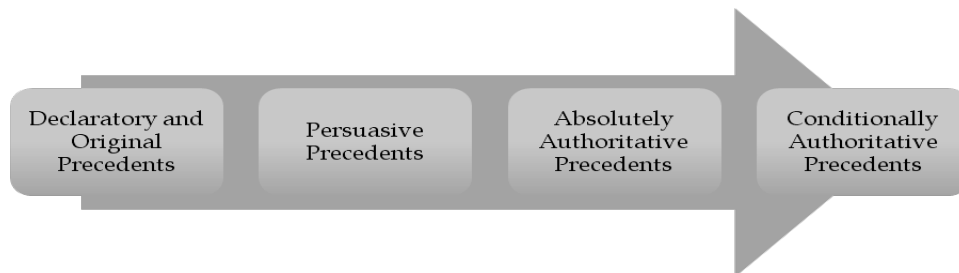 Declaratory and
Original
Precedents
Persuasive
Precedents
Absolutely
Authoritative
Precedents
Conditionally
Authoritative
Precedents